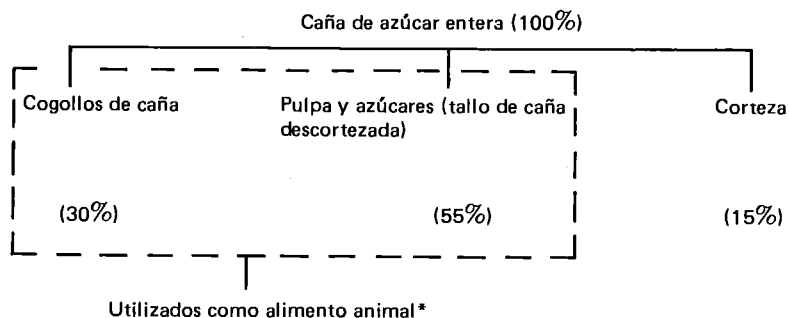 Caña de azúcar entera (100%)
Cogollos de caña
Pulpa y azúcares (tallo de caña
descortezada)
Corteza
(30%)
(55%)
(15%)
Utilizados como alimento animal*